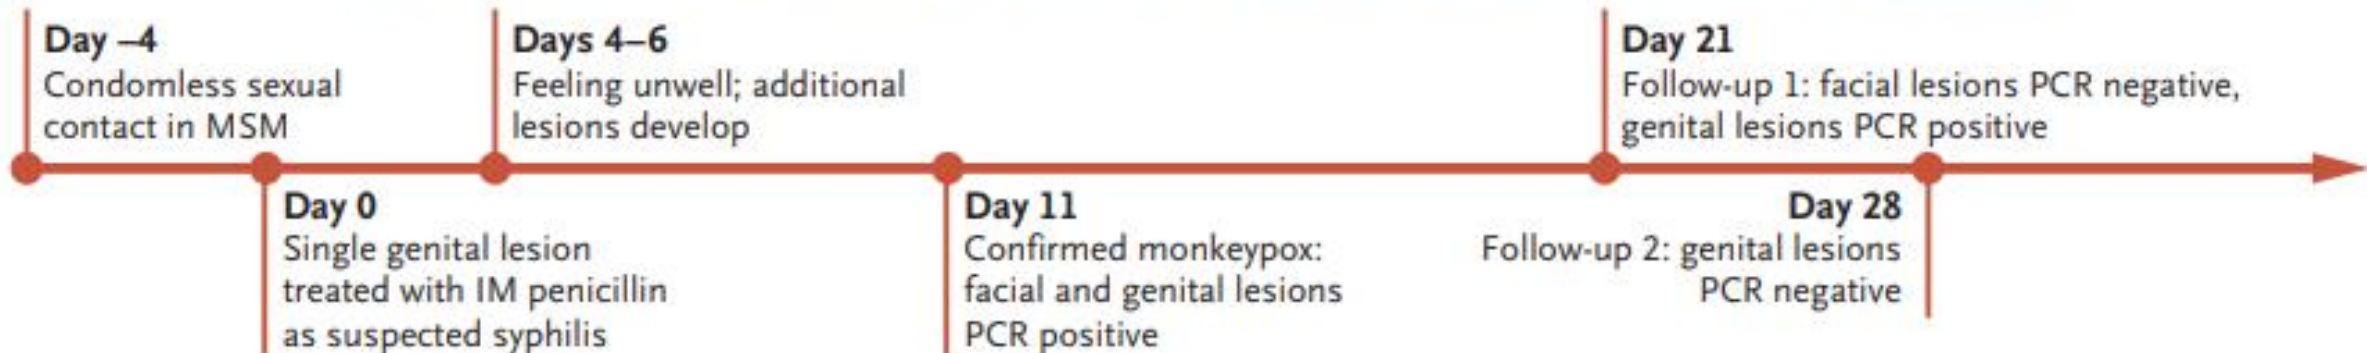 Day –4
Condomless sexual
contact in MSM
Day 0
Single genital lesion
treated with IM penicillin
as suspected syphilis
Days 4–6
Feeling unwell; additional
lesions develop
Day 11
Confirmed monkeypox:
facial and genital lesions
PCR positive
Day 21
Follow-up 1: facial lesions PCR negative,
genital lesions PCR positive
Day 28
Follow-up 2: genital lesions
PCR negative